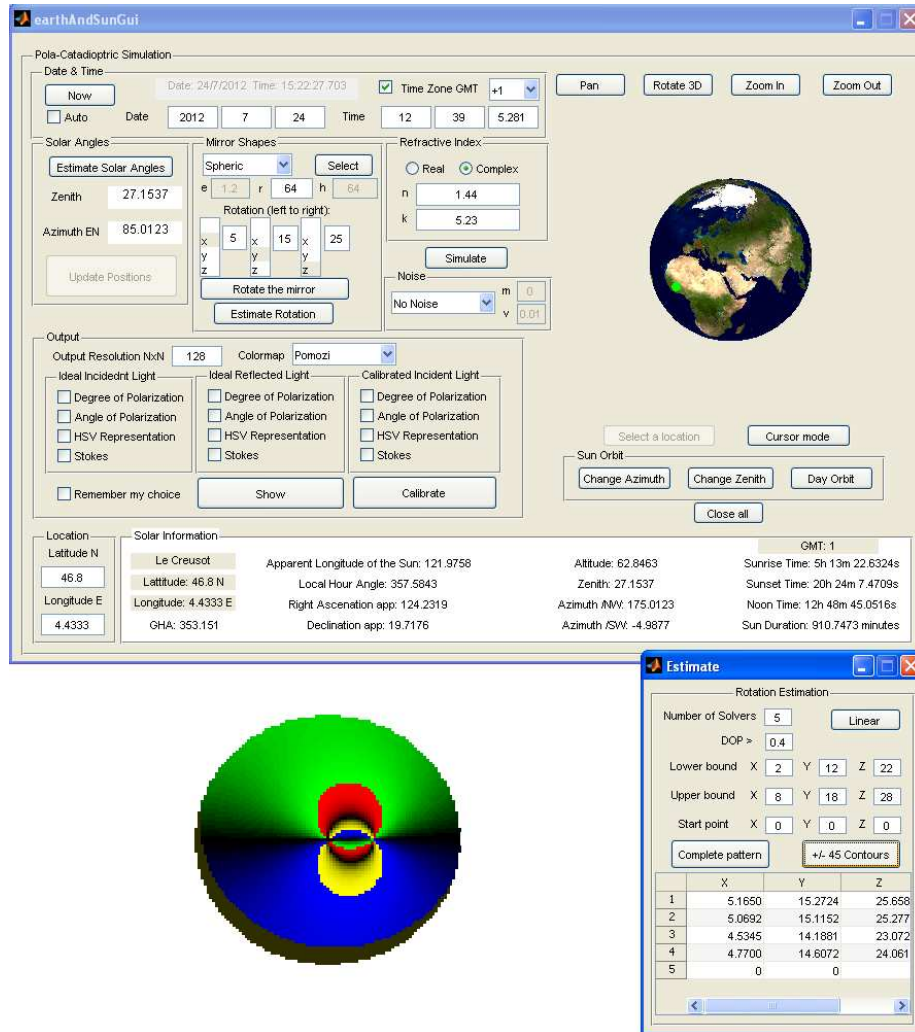 earthAndSunGui
Pola-Catadioptric Simulation
Date & Time
Now
Date: 24/7/2012 Time: 15:22:27.703
Time Zone GMT +1
Auto Date 2012 7 24 Time 12 39 5.281
Pan Rotate 3D Zoom In Zoom Out
Solar Angles
Estimate Solar Angles
Zenith 27.1537
Azimuth EN 85.0123
Update Positions
Mirror Shapes
Spheric Select
e 1.2 r 64 h 64
Rotation (left to right):
x 5 x 15 x 25
y y y
z z z
Rotate the mirror
Estimate Rotation
Refractive Index
Real Complex
n 1.44
k 5.23
Simulate
Noise
No Noise m 0
v 0.01
Output
Output Resolution NxN 128 Colormap Pomozi
Ideal Incidednt Light
Degree of Polarization
Angle of Polarization
HSV Representation
Stokes
Ideal Reflected Light
Degree of Polarization
Angle of Polarization
HSV Representation
Stokes
Calibrated Incident Light
Degree of Polarization
Angle of Polarization
HSV Representation
Stokes
Remember my choice Show Calibrate
Select a location Cursor mode
Sun Orbit
Change Azimuth Change Zenith Day Orbit
Close all
Location
Latitude N
46.8
Longitude E
4.4333
Solar Information
Le Creusot
Lattitude: 46.8 N
Longitude: 4.4333 E
GHA: 353.151
Apparent Longitude of the Sun: 121.9758
Local Hour Angle: 357.5843
Right Ascenation app: 124.2319
Declination app: 19.7176
Altitude: 62.8463
Zenith: 27.1537
Azimuth /NW: 175.0123
Azimuth /SW: -4.9877
GMT: 1
Sunrise Time: 5h 13m 22.6324s
Sunset Time: 20h 24m 7.4709s
Noon Time: 12h 48m 45.0516s
Sun Duration: 910.7473 minutes
Estimate
Rotation Estimation
Number of Solvers 5 Linear
DOP > 0.4
Lower bound X 2 Y 12 Z 22
Upper bound X 8 Y 18 Z 28
Start point X 0 Y 0 Z 0
Complete pattern +/- 45 Contours
X Y Z
1 5.1650 15.2724 25.658
2 5.0692 15.1152 25.277
3 4.5345 14.1881 23.072
4 4.7700 14.6072 24.061
5 0 0